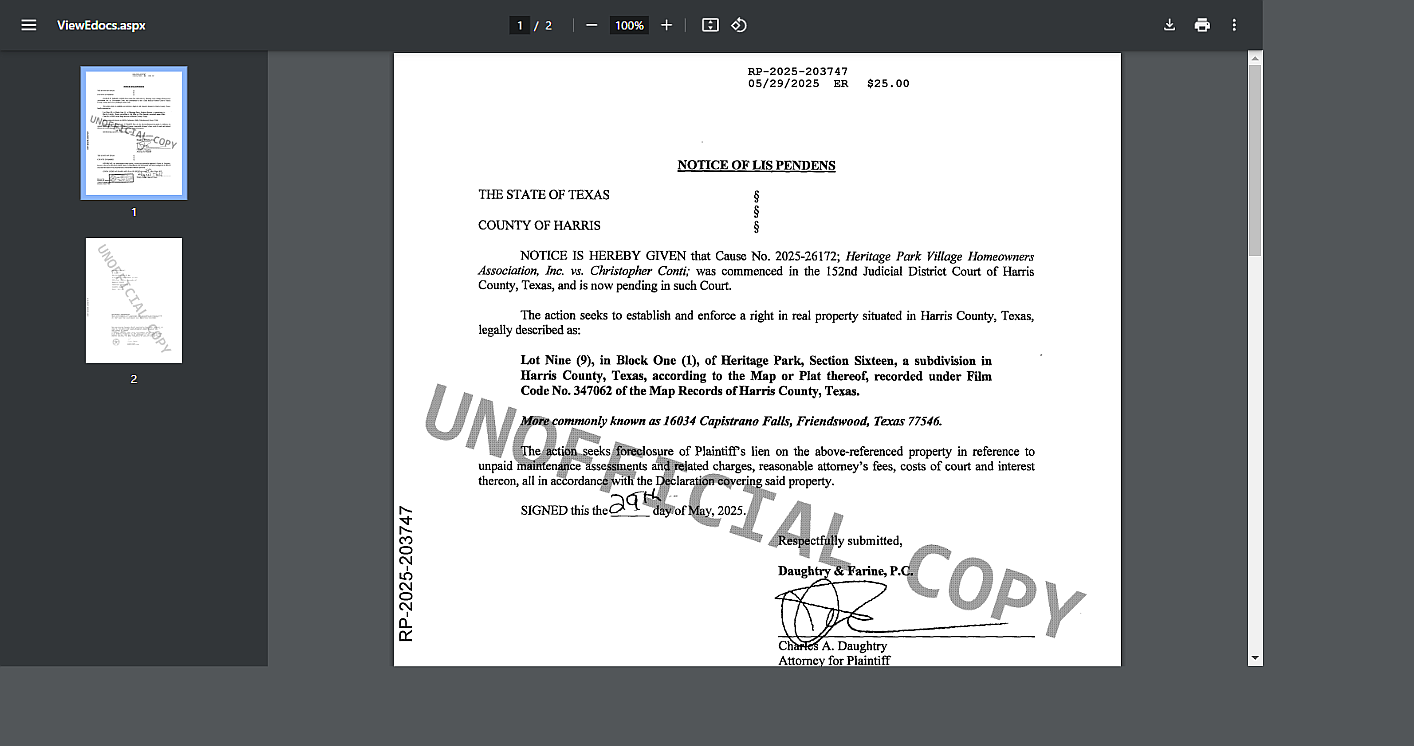 ViewEdocs.aspx
1 / 2
100%
1
2
RP-2025-203747
05/29/2025 ER $25.00
NOTICE OF LIS PENDENS
THE STATE OF TEXAS §
§
COUNTY OF HARRIS §
NOTICE IS HEREBY GIVEN that Cause No. 2025-26172; Heritage Park Village Homeowners
Association, Inc. vs. Christopher Conti; was commenced in the 152nd Judicial District Court of Harris
County, Texas, and is now pending in such Court.
The action seeks to establish and enforce a right in real property situated in Harris County, Texas,
legally described as:
Lot Nine (9), in Block One (1), of Heritage Park, Section Sixteen, a subdivision in
Harris County, Texas, according to the Map or Plat thereof, recorded under Film
Code No. 347062 of the Map Records of Harris County, Texas.
More commonly known as 16034 Capistrano Falls, Friendswood, Texas 77546.
The action seeks foreclosure of Plaintiff's lien on the above-referenced property in reference to
unpaid maintenance assessments and related charges, reasonable attorney's fees, costs of court and interest
thereon, all in accordance with the Declaration covering said property.
SIGNED this the 29th day of May, 2025.
Respectfully submitted,
Daughtry & Farine, P.C.
Charles A. Daughtry
Attorney for Plaintiff
RP-2025-203747
UNOFFICIAL COPY
UNOFFICIAL COPY
UNOFFICIAL COPY